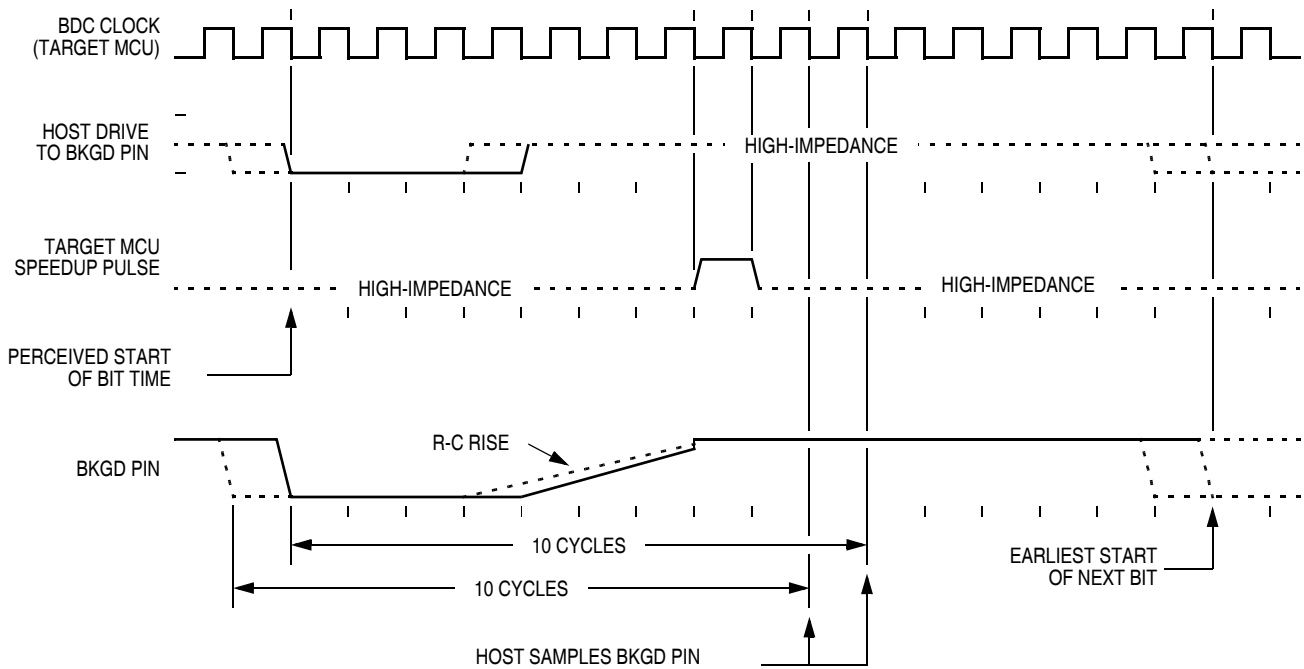 BDC CLOCK
(TARGET MCU)
HOST DRIVE
TO BKGD PIN
HIGH-IMPEDANCE
TARGET MCU
SPEEDUP PULSE
HIGH-IMPEDANCE
HIGH-IMPEDANCE
PERCEIVED START
OF BIT TIME
R-C RISE
BKGD PIN
10 CYCLES
EARLIEST START
OF NEXT BIT
10 CYCLES
HOST SAMPLES BKGD PIN